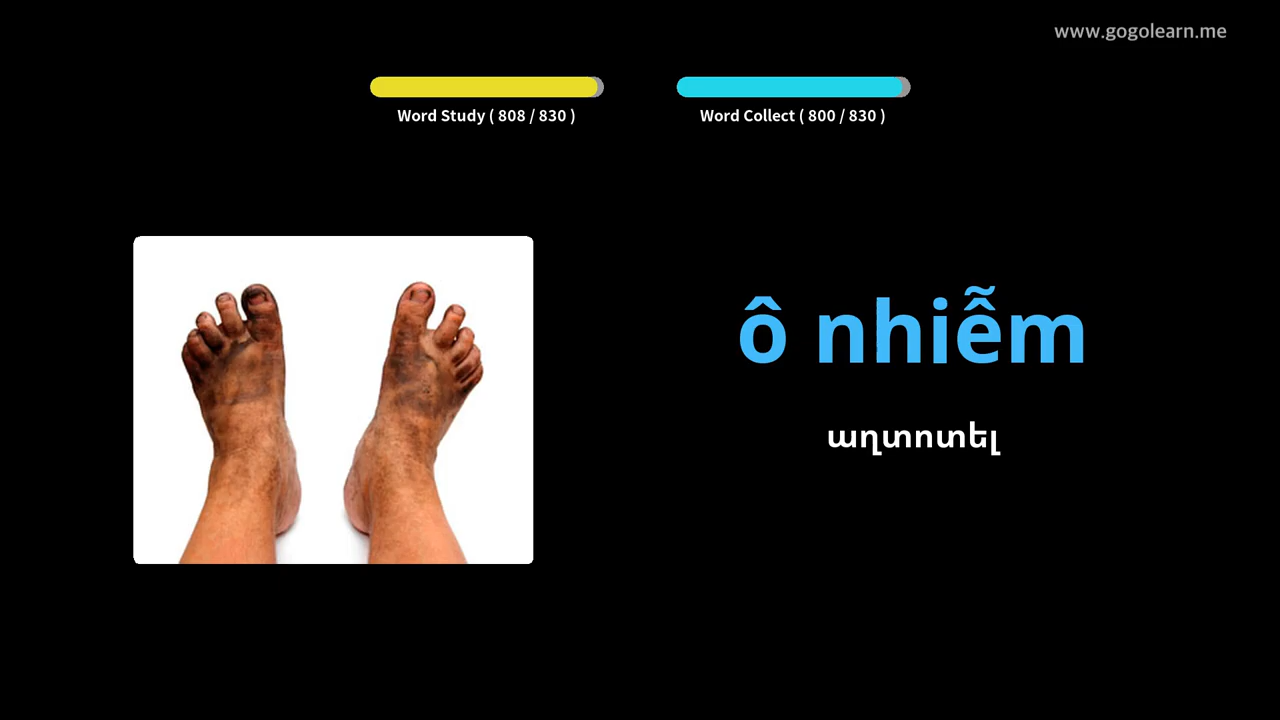 www.gogolearn.me
Word Study ( 808 / 830 )
Word Collect ( 800 / 830 )
ô nhiễm
աղտոտել